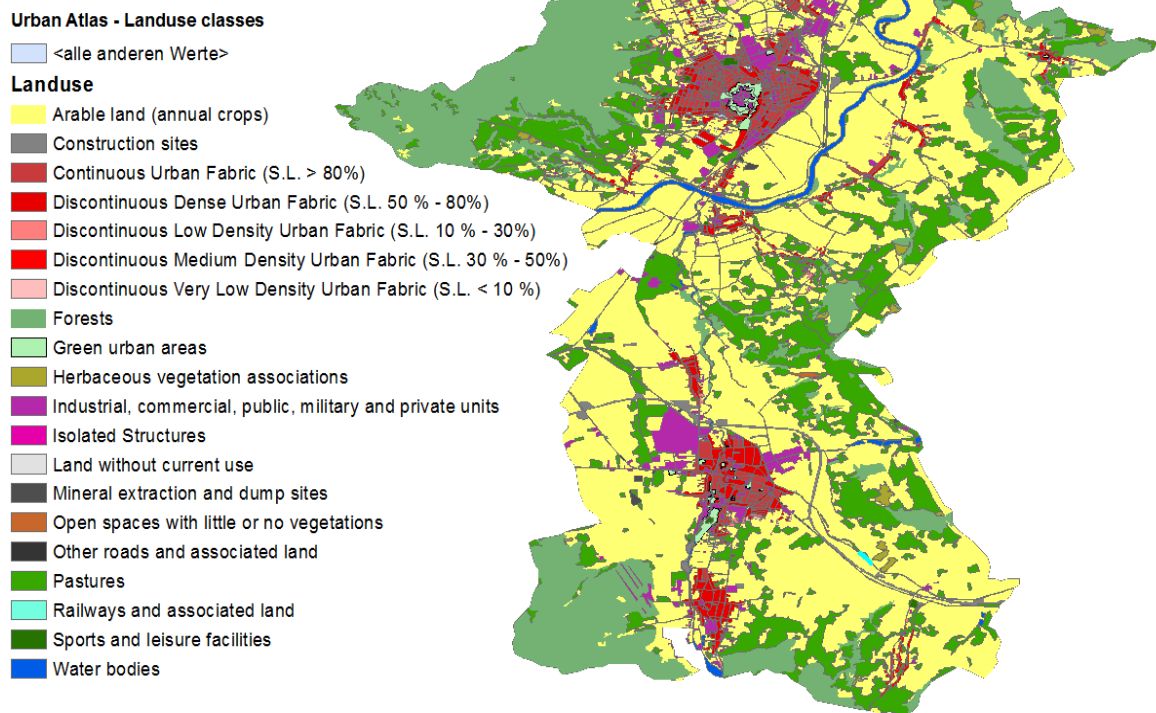 Urban Atlas - Landuse classes
<alle anderen Werte>
Landuse
Arable land (annual crops)
Construction sites
Continuous Urban Fabric (S.L. > 80%)
Discontinuous Dense Urban Fabric (S.L. 50 % - 80%)
Discontinuous Low Density Urban Fabric (S.L. 10 % - 30%)
Discontinuous Medium Density Urban Fabric (S.L. 30 % - 50%)
Discontinuous Very Low Density Urban Fabric (S.L. < 10 %)
Forests
Green urban areas
Herbaceous vegetation associations
Industrial, commercial, public, military and private units
Isolated Structures
Land without current use
Mineral extraction and dump sites
Open spaces with little or no vegetations
Other roads and associated land
Pastures
Railways and associated land
Sports and leisure facilities
Water bodies